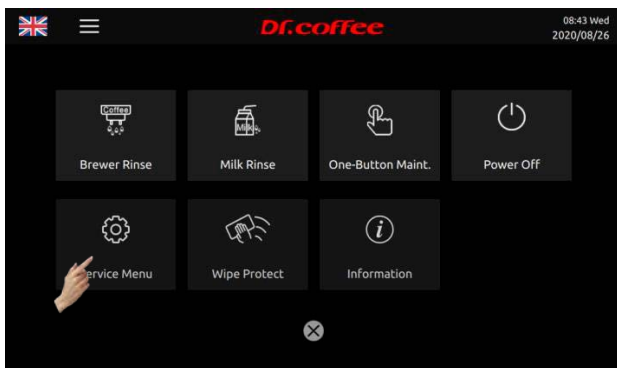 Dr.coffee
08:43 Wed
2020/08/26
Coffee
Milk
Brewer Rinse
Milk Rinse
One-Button Maint.
Power Off
i
ervice Menu
Wipe Protect
Information